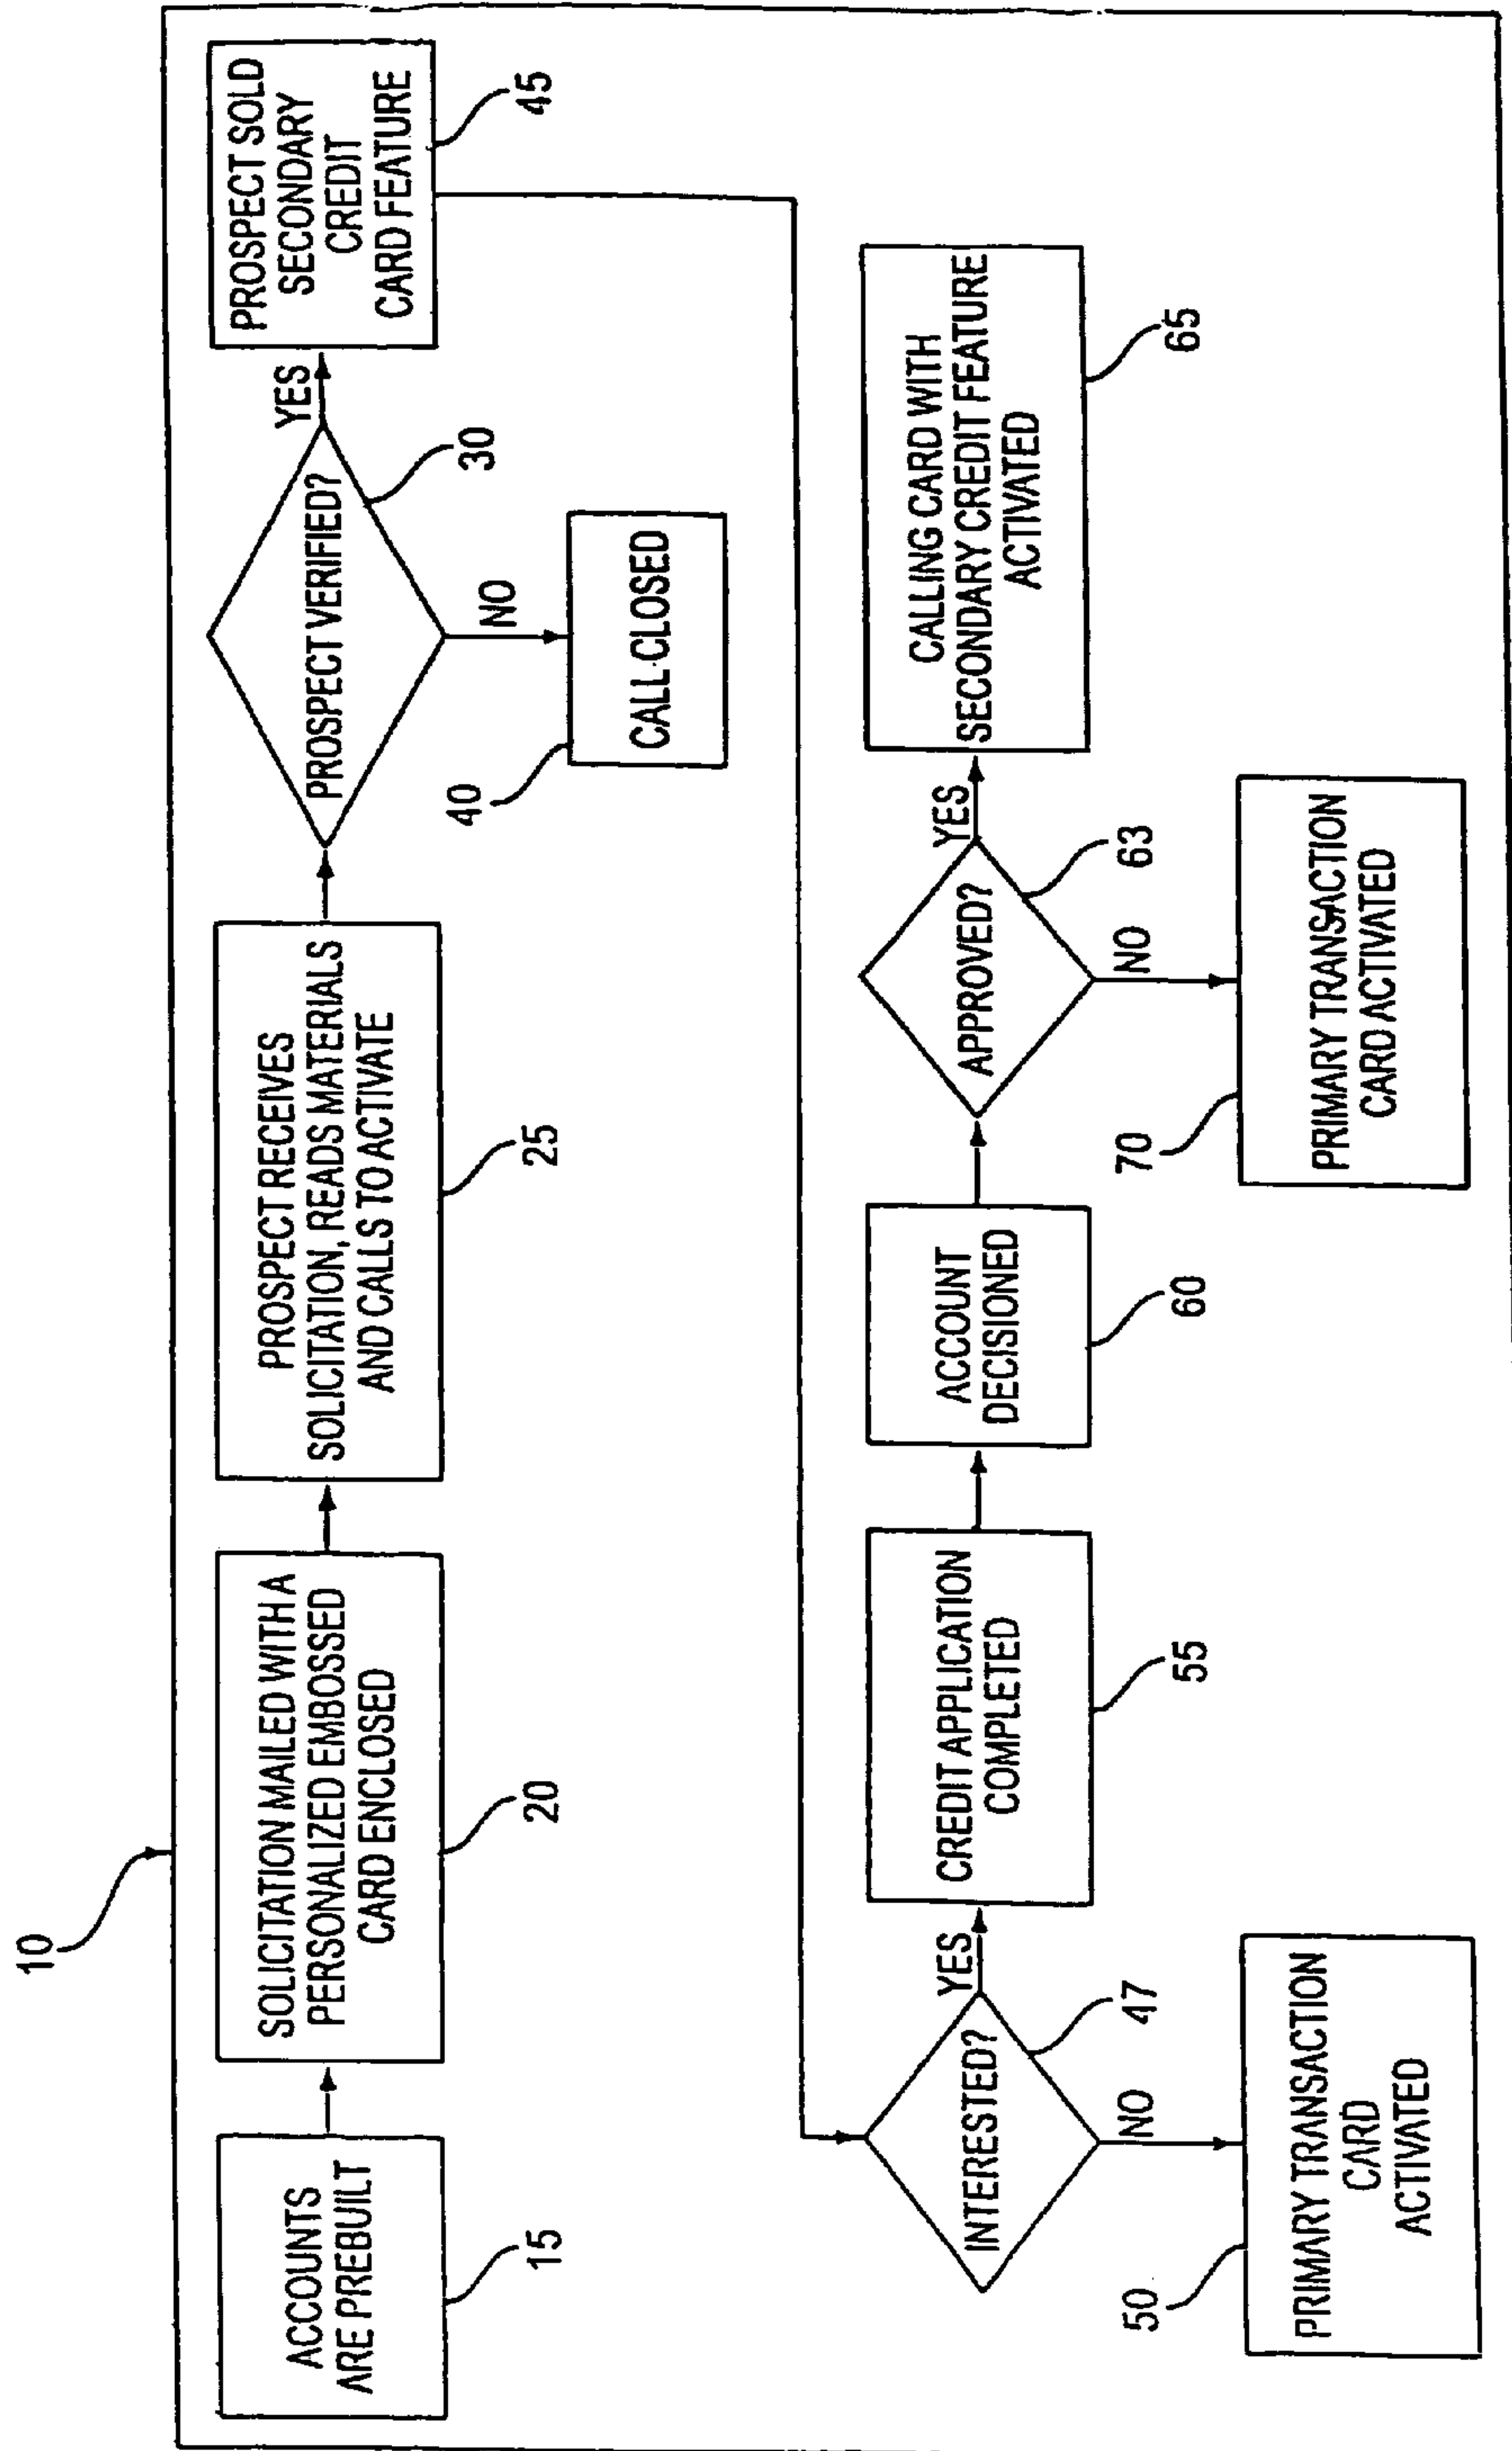 10
ACCOUNTS
ARE PREBUILT
15
SOLICITATION MAILED WITH A
PERSONALIZED EMBOSSED
CARD ENCLOSED
20
PROSPECT RECEIVES
SOLICITATION, READS MATERIALS
AND CALLS TO ACTIVATE
25
PROSPECT VERIFIED?
30
YES
NO
CALL CLOSED
40
PROSPECT SOLD
SECONDARY
CREDIT
CARD FEATURE
45
INTERESTED?
47
YES
NO
PRIMARY TRANSACTION
CARD
ACTIVATED
50
CREDIT APPLICATION
COMPLETED
55
ACCOUNT
DECISIONED
60
APPROVED?
63
YES
NO
PRIMARY TRANSACTION
CARD ACTIVATED
70
CALLING CARD WITH
SECONDARY CREDIT FEATURE
ACTIVATED
65